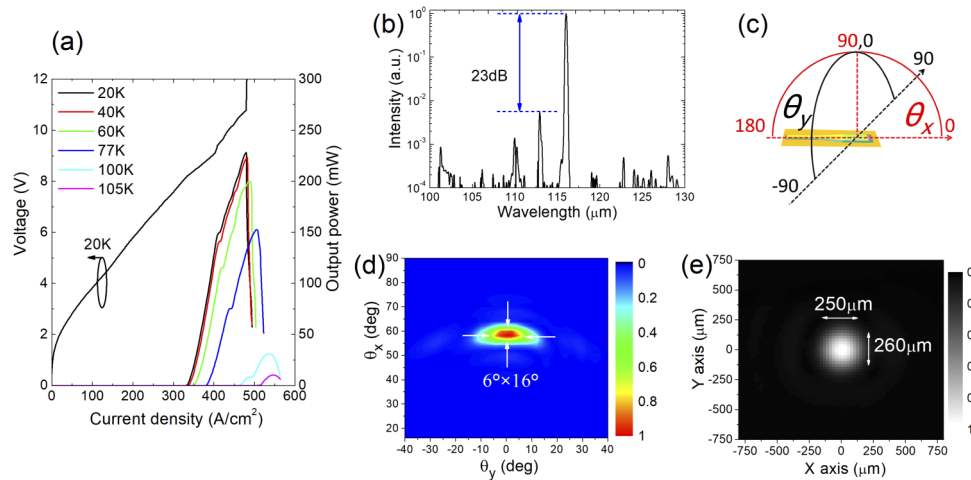 (a)
12
10
8
6
4
2
0
Voltage (V)
300
250
200
150
100
50
0
Output power (mW)
20K
40K
60K
77K
100K
105K
20K
0 100 200 300 400 500 600
Current density (A/cm²)
(b)
10⁰
10⁻¹
10⁻²
10⁻³
10⁻⁴
Intensity (a.u.)
23dB
100 105 110 115 120 125 130
Wavelength (μm)
(c)
90,0
90
180
θy
θx
0
-90
(d)
90
80
70
60
50
40
30
20
θx (deg)
6º×16º
-40 -30 -20 -10 0 10 20 30 40
θy (deg)
0
0.2
0.4
0.6
0.8
1
(e)
750
500
250
0
-250
-500
-750
Y axis (μm)
250μm
260μm
-750 -500 -250 0 250 500 750
X axis (μm)